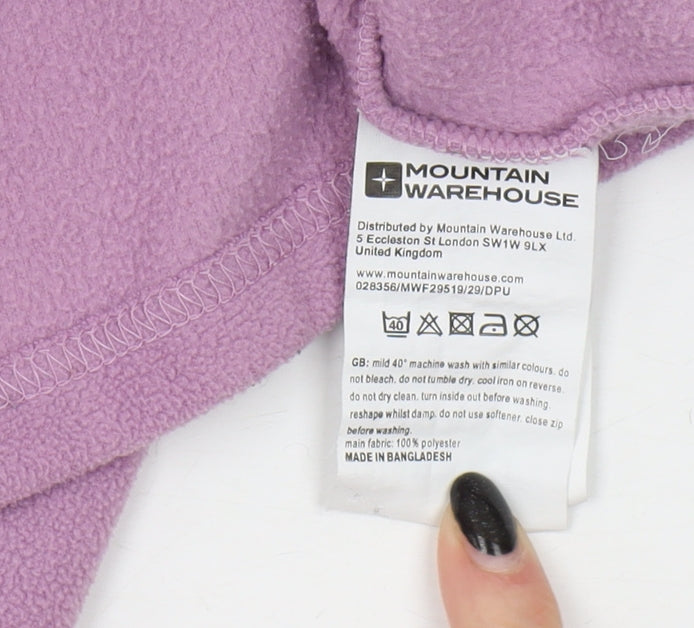 MOUNTAIN
WAREHOUSE
Distributed by Mountain Warehouse Ltd.
5 Eccleston St London SW1W 9LX
United Kingdom
www.mountainwarehouse.com
028356/MWF29519/29/DPU
40
GB: mild 40° machine wash with similar colours. do
not bleach. do not tumble dry. cool iron on reverse.
do not dry clean. turn inside out before washing.
reshape whilst damp. do not use softener. close zip
before washing.
main fabric: 100% polyester
MADE IN BANGLADESH